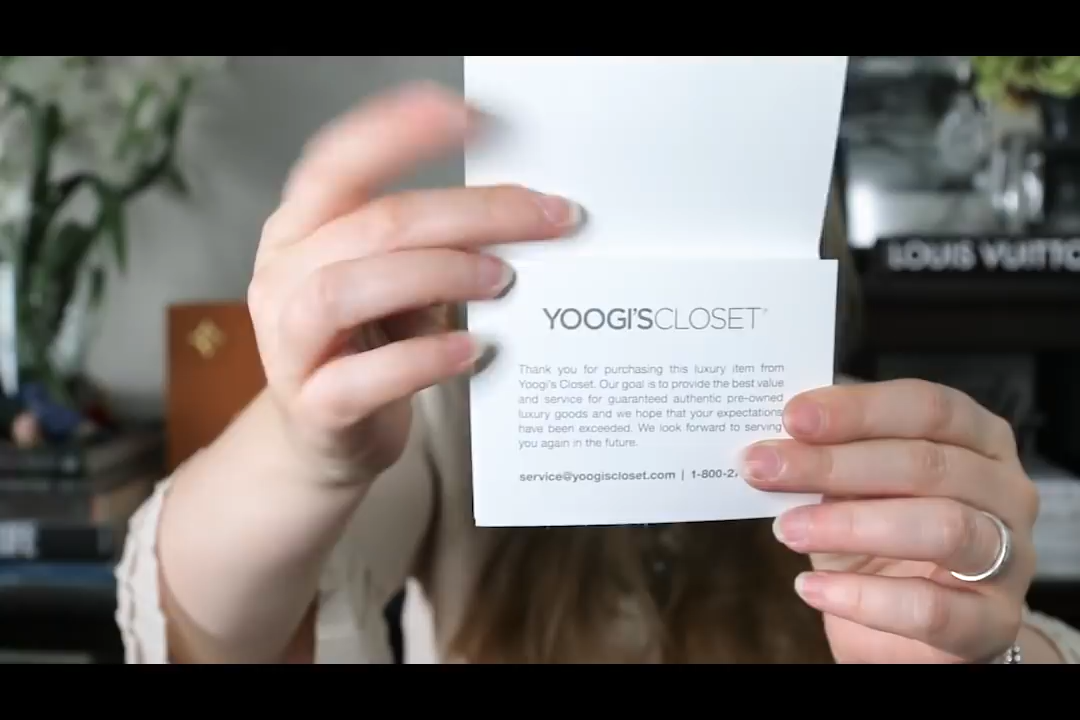 LOUIS VUITTO
YOOGI'SCLOSET
Thank you for purchasing this luxury item from
Yoogi's Closet. Our goal is to provide the best value
and service for guaranteed authentic pre-owned
luxury goods and we hope that your expectations
have been exceeded. We look forward to serving
you again in the future.
service@yoogiscloset.com | 1-800-2